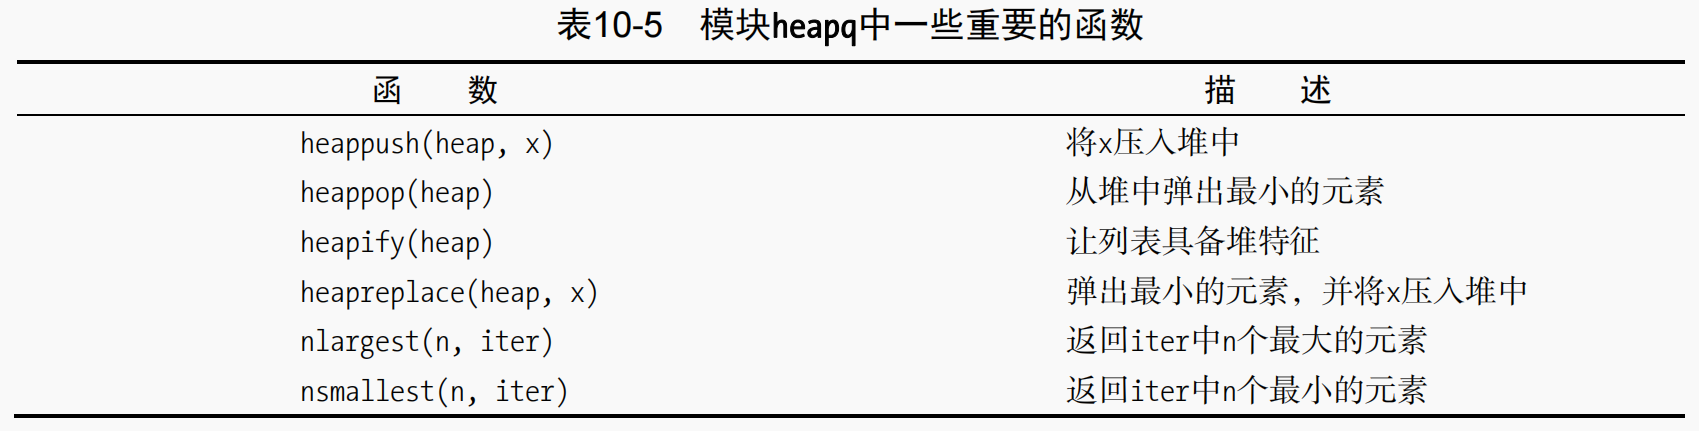 表10-5 模块heapq中一些重要的函数
函 数 描 述
heappush(heap, x) 将x压入堆中
heappop(heap) 从堆中弹出最小的元素
heapify(heap) 让列表具备堆特征
heapreplace(heap, x) 弹出最小的元素，并将x压入堆中
nlargest(n, iter) 返回iter中n个最大的元素
nsmallest(n, iter) 返回iter中n个最小的元素